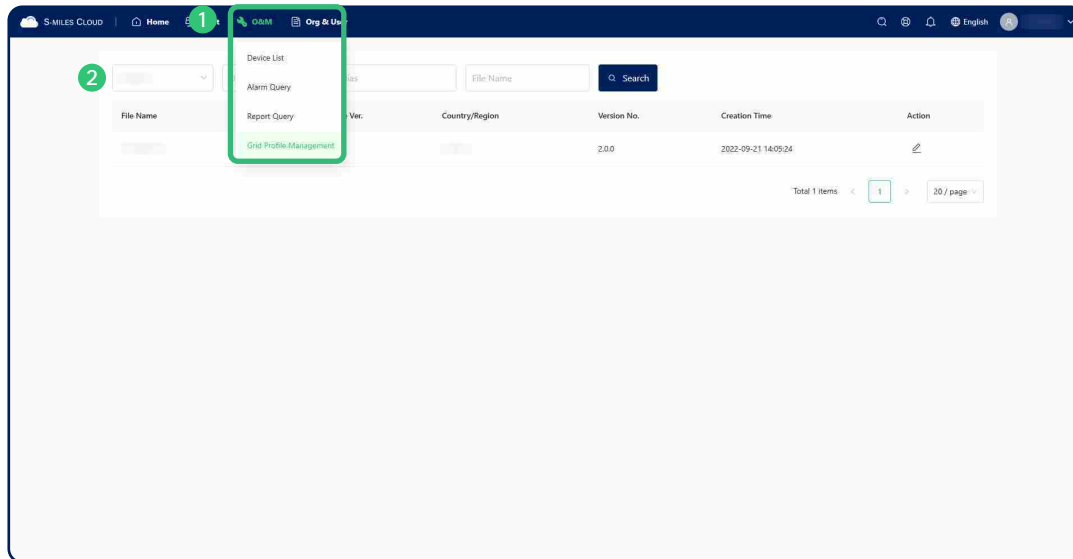 S-MILES CLOUD
Home
1
O&M
Org & User
English
Device List
2
File Name
Search
Alarm Query
File Name
Report Query
Ver.
Country/Region
Version No.
Creation Time
Action
Grid Profile Management
2.0.0
2022-09-21 14:05:24
Total 1 items
<
1
>
20 / page